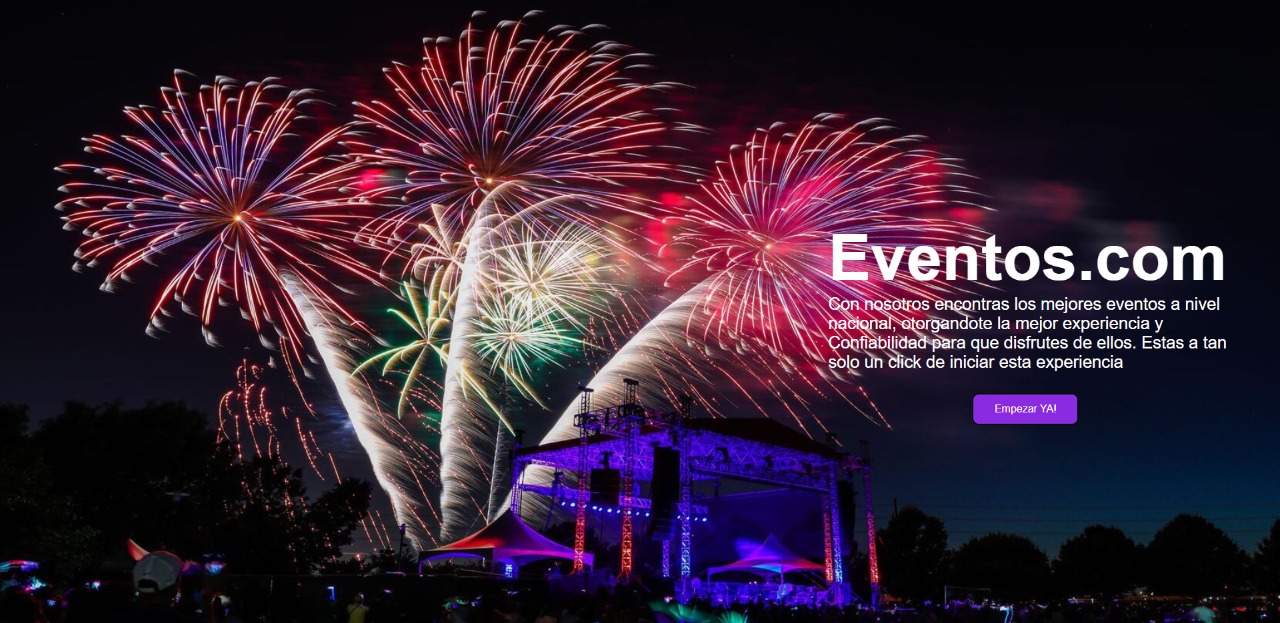 Eventos.com
Con nosotros encontras los mejores eventos a nivel
nacional, otorgandote la mejor experiencia y
Confiabilidad para que disfrutes de ellos. Estas a tan
solo un click de iniciar esta experiencia
Empezar YA!